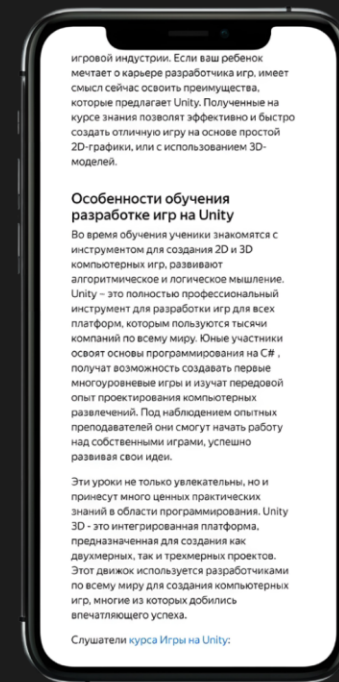 игровой индустрии. Если ваш ребенок
мечтает о карьере разработчика игр, имеет
смысл сейчас освоить преимущества,
которые предлагает Unity. Полученные на
курсе знания позволят эффективно и быстро
создать отличную игру на основе простой
2D-графики, или с использованием 3D-
моделей.
Особенности обучения
разработке игр на Unity
Во время обучения ученики знакомятся с
инструментом для создания 2D и 3D
компьютерных игр, развивают
алгоритмическое и логическое мышление.
Unity – это полностью профессиональный
инструмент для разработки игр для всех
платформ, которым пользуются тысячи
компаний по всему миру. Юные участники
освоят основы программирования на C# ,
получат возможность создавать первые
многоуровневые игры и изучат передовой
опыт проектирования компьютерных
развлечений. Под наблюдением опытных
преподавателей они смогут начать работу
над собственными играми, успешно
развивая свои идеи.
Эти уроки не только увлекательны, но и
принесут много ценных практических
знаний в области программирования. Unity
3D - это интегрированная платформа,
предназначенная для создания как
двухмерных, так и трехмерных проектов.
Этот движок используется разработчиками
по всему миру для создания компьютерных
игр, многие из которых добились
впечатляющего успеха.
Слушатели курса Игры на Unity: